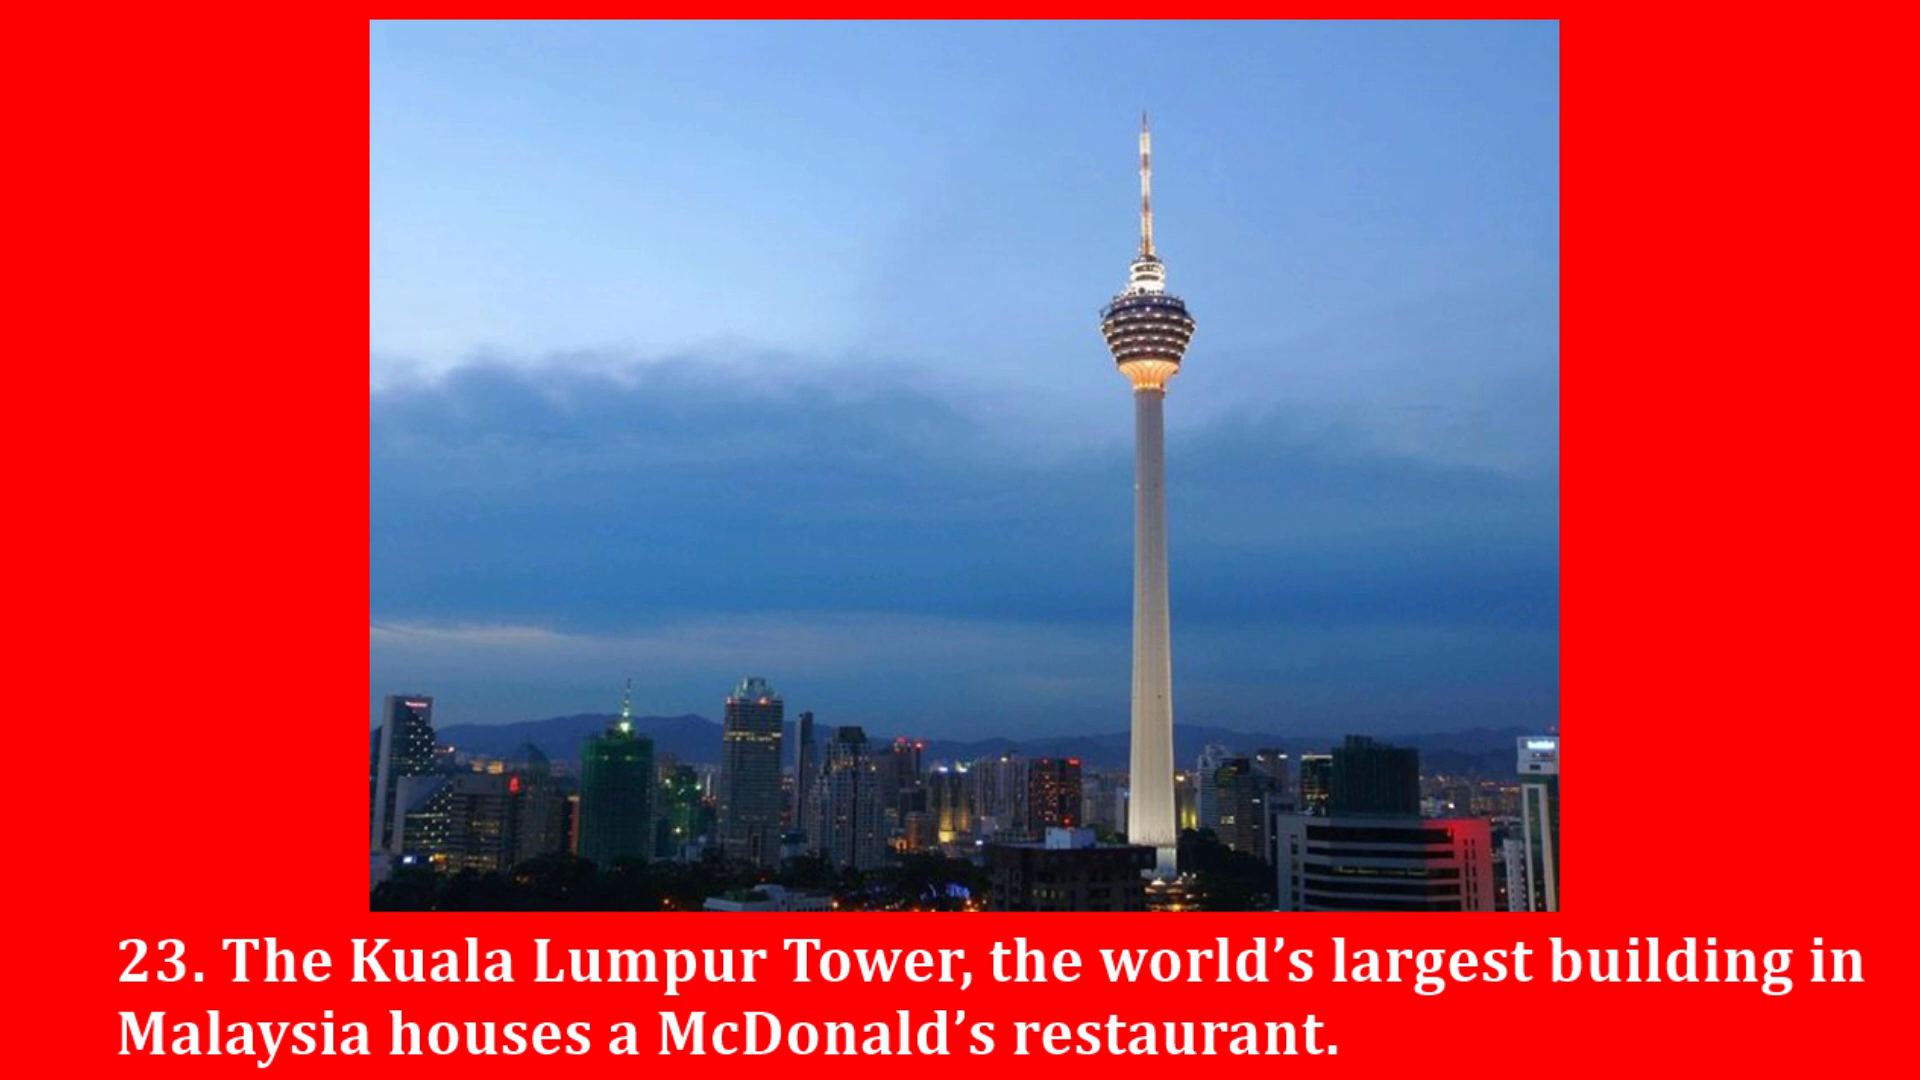 23. The Kuala Lumpur Tower, the world’s largest building in
Malaysia houses a McDonald’s restaurant.